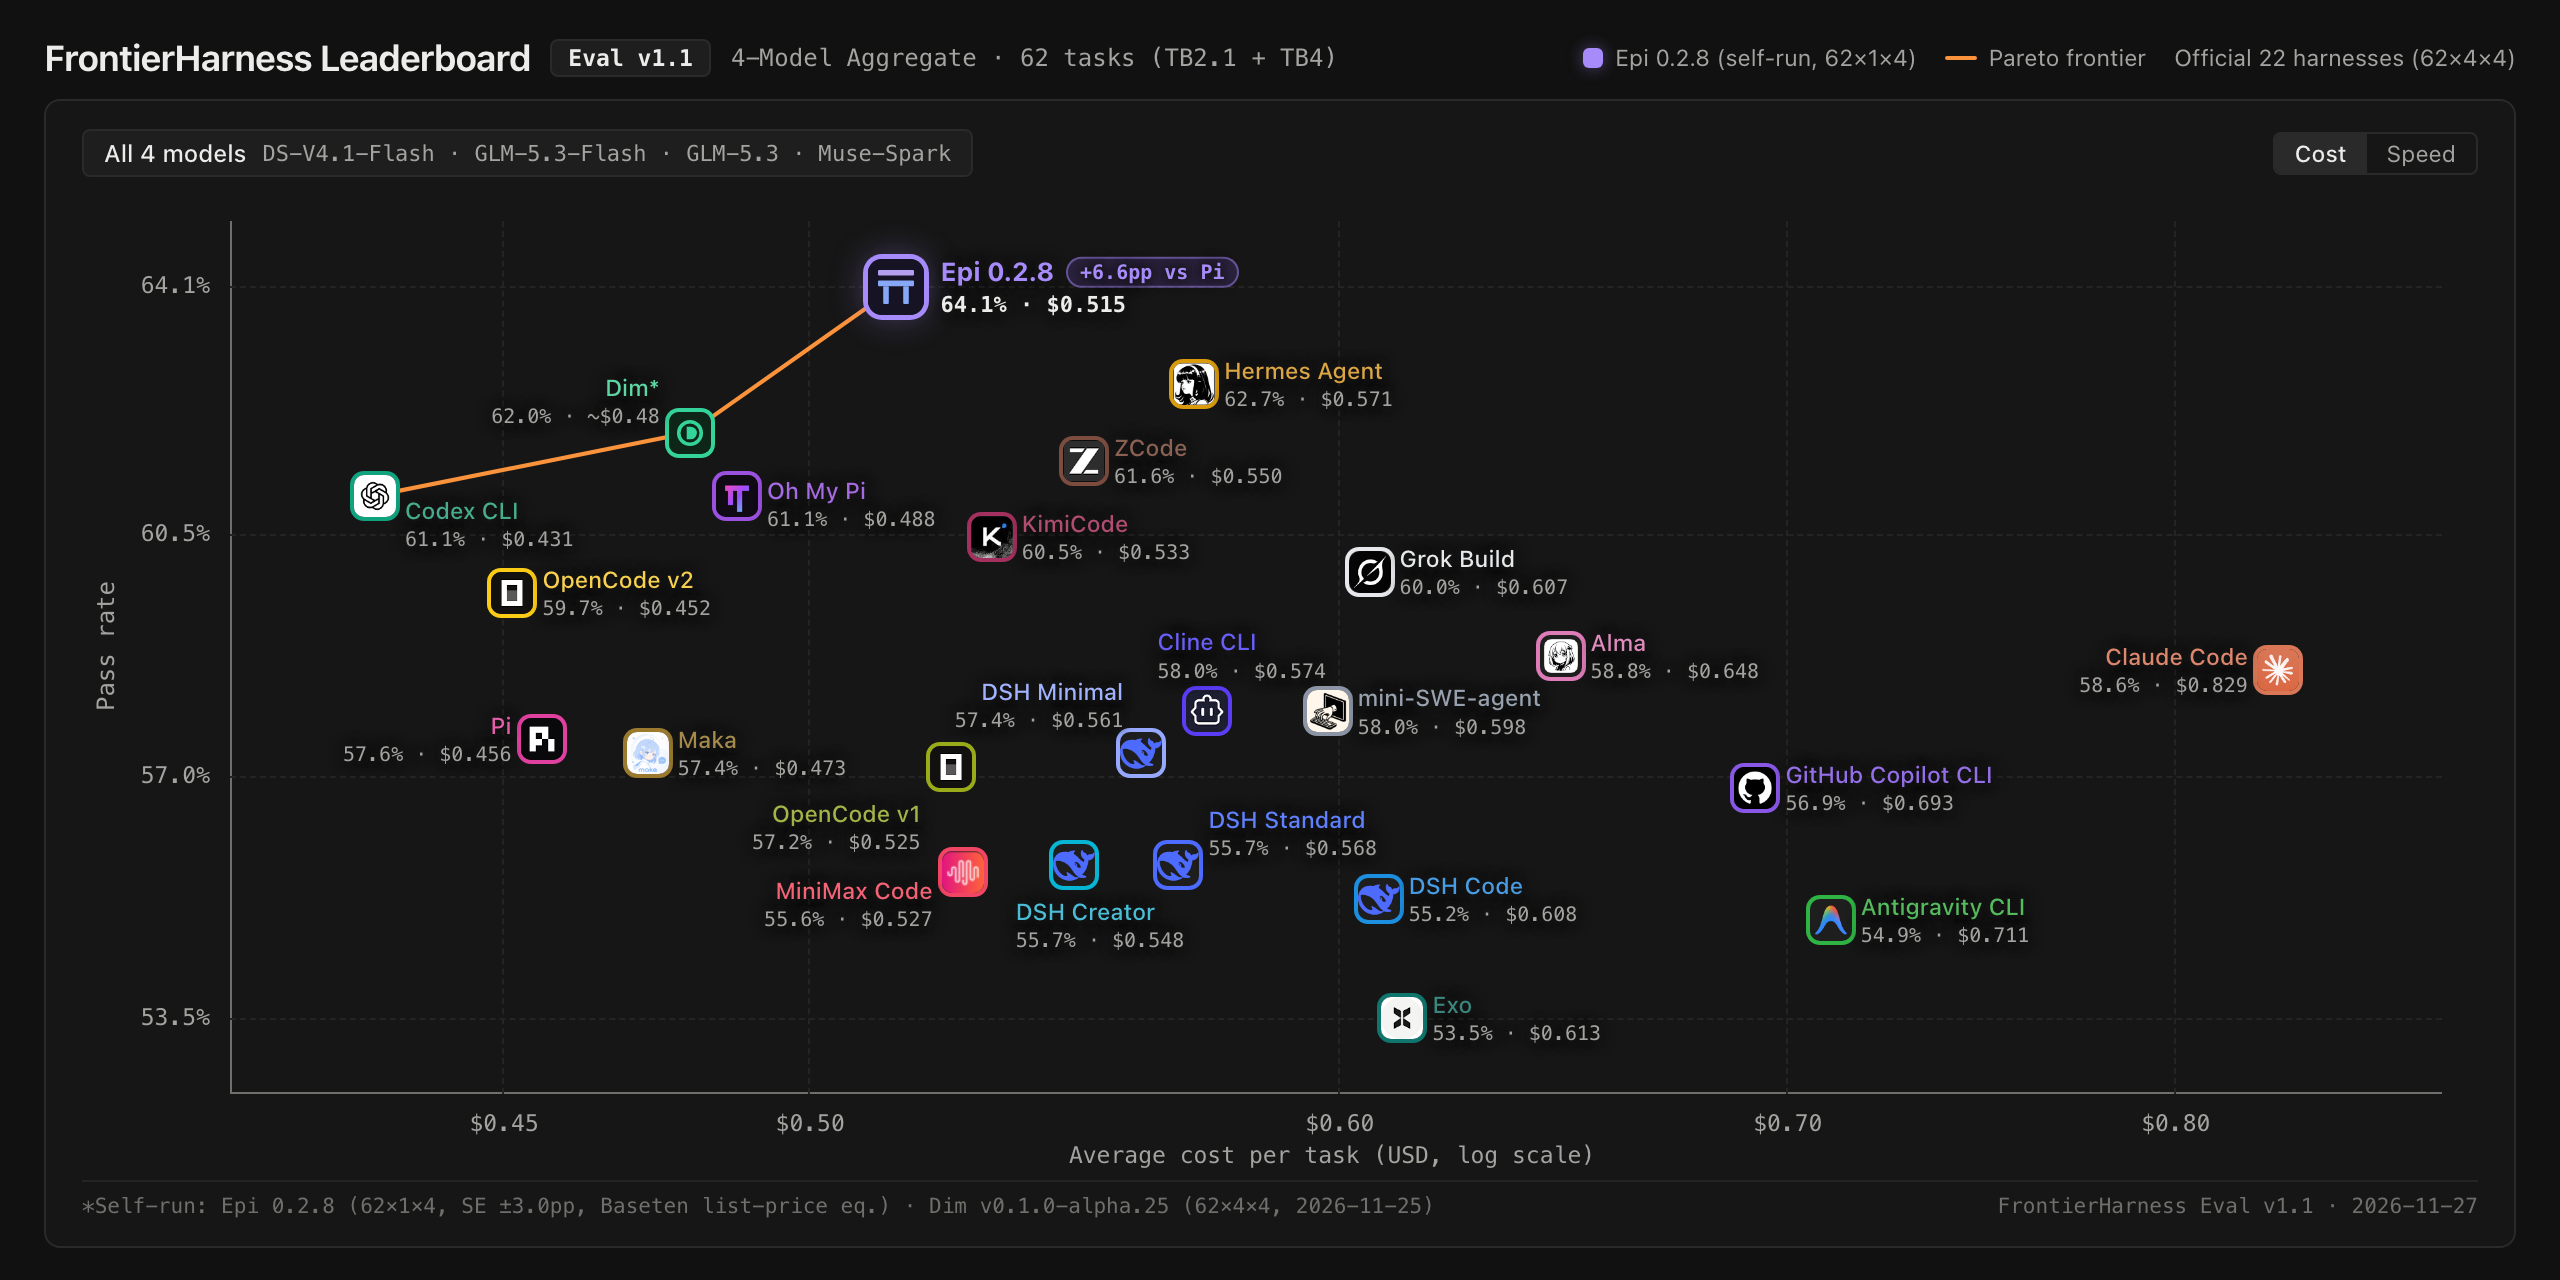 FrontierHarness Leaderboard Eval v1.1 4-Model Aggregate · 62 tasks (TB2.1 + TB4) Epi 0.2.8 (self-run, 62×1×4) Pareto frontier Official 22 harnesses (62×4×4)
All 4 models DS-V4.1-Flash · GLM-5.3-Flash · GLM-5.3 · Muse-Spark Cost Speed
64.1%
60.5%
57.0%
53.5%
Pass rate
Epi 0.2.8 +6.6pp vs Pi
64.1% · $0.515
Hermes Agent
62.7% · $0.571
Dim*
62.0% · ~$0.48
ZCode
61.6% · $0.550
Oh My Pi
61.1% · $0.488
Codex CLI
61.1% · $0.431
KimiCode
60.5% · $0.533
Grok Build
60.0% · $0.607
OpenCode v2
59.7% · $0.452
Cline CLI
58.0% · $0.574
Alma
58.8% · $0.648
Claude Code
58.6% · $0.829
DSH Minimal
57.4% · $0.561
mini-SWE-agent
58.0% · $0.598
Pi
57.6% · $0.456
Maka
57.4% · $0.473
maka
GitHub Copilot CLI
56.9% · $0.693
OpenCode v1
57.2% · $0.525
DSH Standard
55.7% · $0.568
MiniMax Code
55.6% · $0.527
DSH Creator
55.7% · $0.548
DSH Code
55.2% · $0.608
Antigravity CLI
54.9% · $0.711
Exo
53.5% · $0.613
$0.45 $0.50 $0.60 $0.70 $0.80
Average cost per task (USD, log scale)
*Self-run: Epi 0.2.8 (62×1×4, SE ±3.0pp, Baseten list-price eq.) · Dim v0.1.0-alpha.25 (62×4×4, 2026-11-25) FrontierHarness Eval v1.1 · 2026-11-27